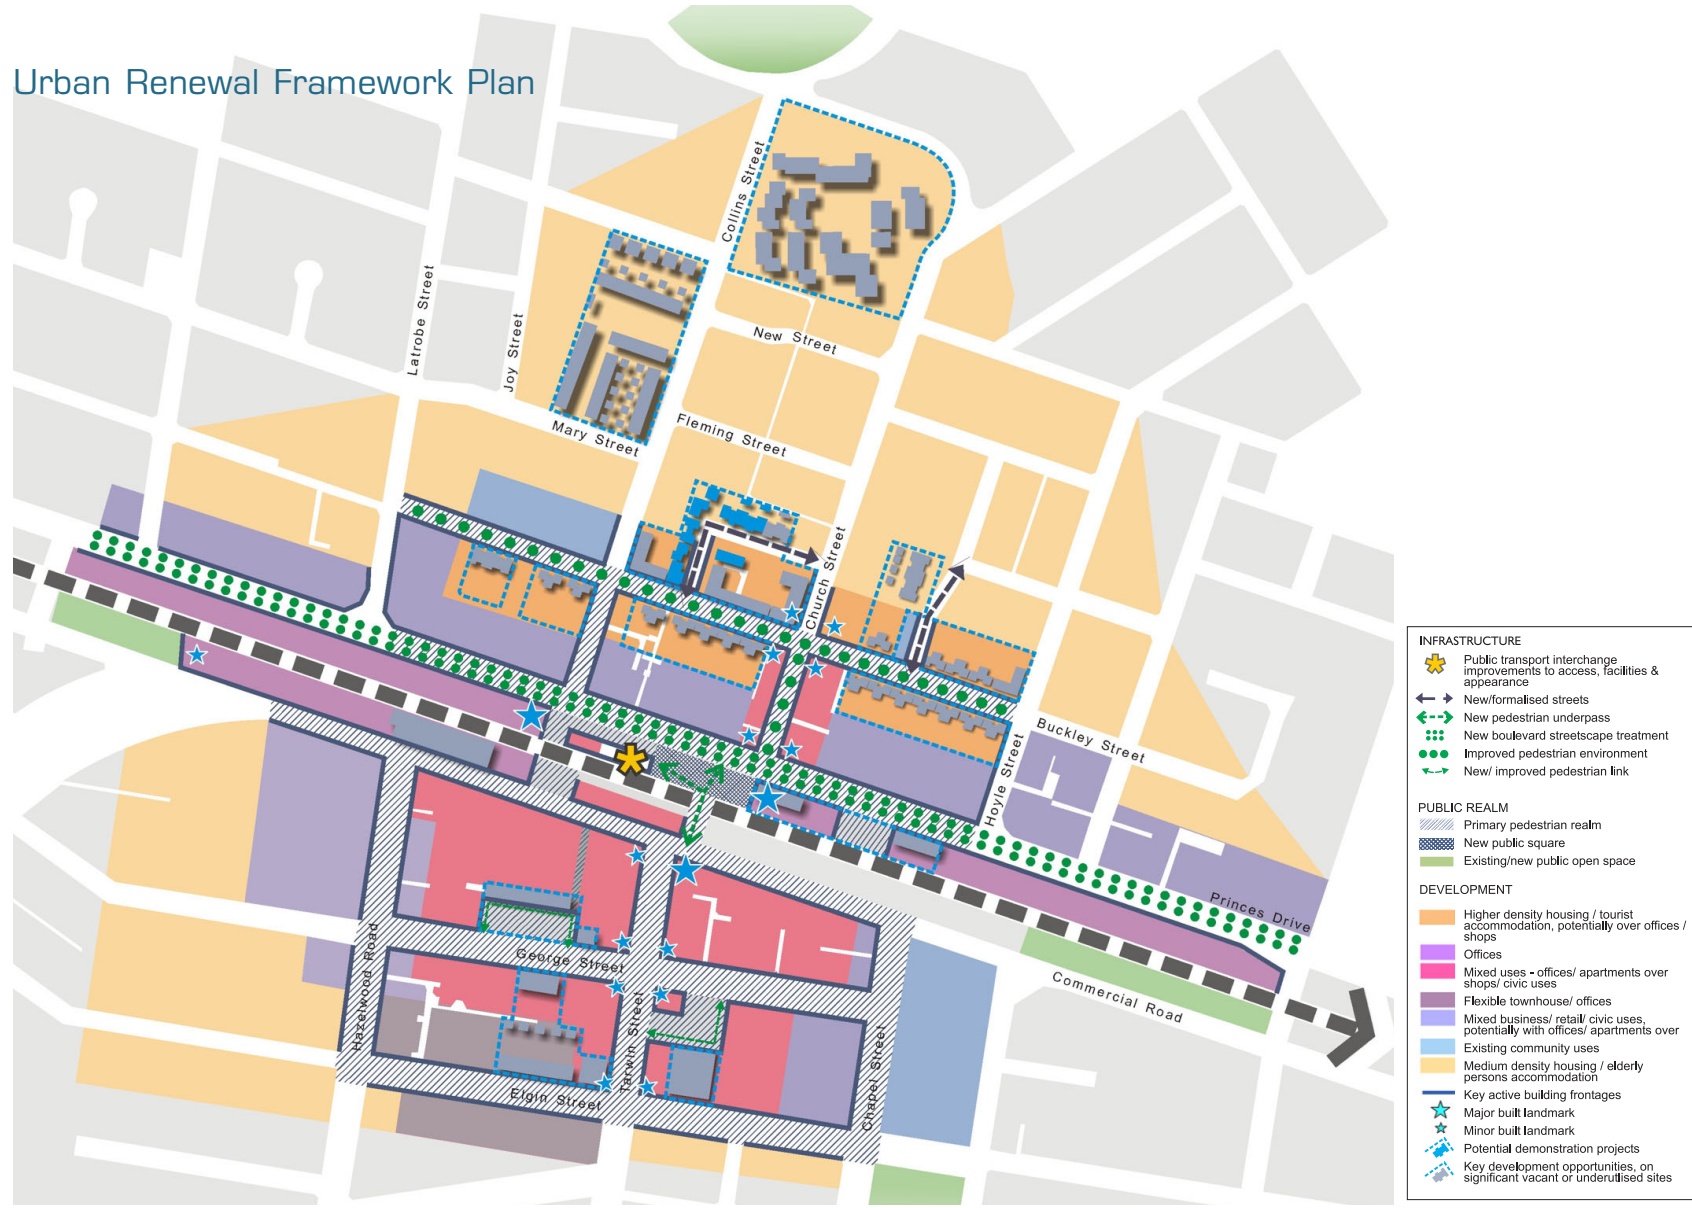 Urban Renewal Framework Plan
Collins Street
Latrobe Street
Joy Street
New Street
Mary Street
Fleming Street
Church Street
Buckley Street
Hoyle Street
Princes Drive
Commercial Road
Hazelwood Road
George Street
Tarwin Street
Elgin Street
Chapel Street
INFRASTRUCTURE
Public transport interchange
improvements to access, facilities &
appearance
New/formalised streets
New pedestrian underpass
New boulevard streetscape treatment
Improved pedestrian environment
New/ improved pedestrian link
PUBLIC REALM
Primary pedestrian realm
New public square
Existing/new public open space
DEVELOPMENT
Higher density housing / tourist
accommodation, potentially over offices /
shops
Offices
Mixed uses - offices/ apartments over
shops/ civic uses
Flexible townhouse/ offices
Mixed business/ retail/ civic uses,
potentially with offices/ apartments over
Existing community uses
Medium density housing / elderly
persons accommodation
Key active building frontages
Major built landmark
Minor built landmark
Potential demonstration projects
Key development opportunities, on
significant vacant or underutilised sites